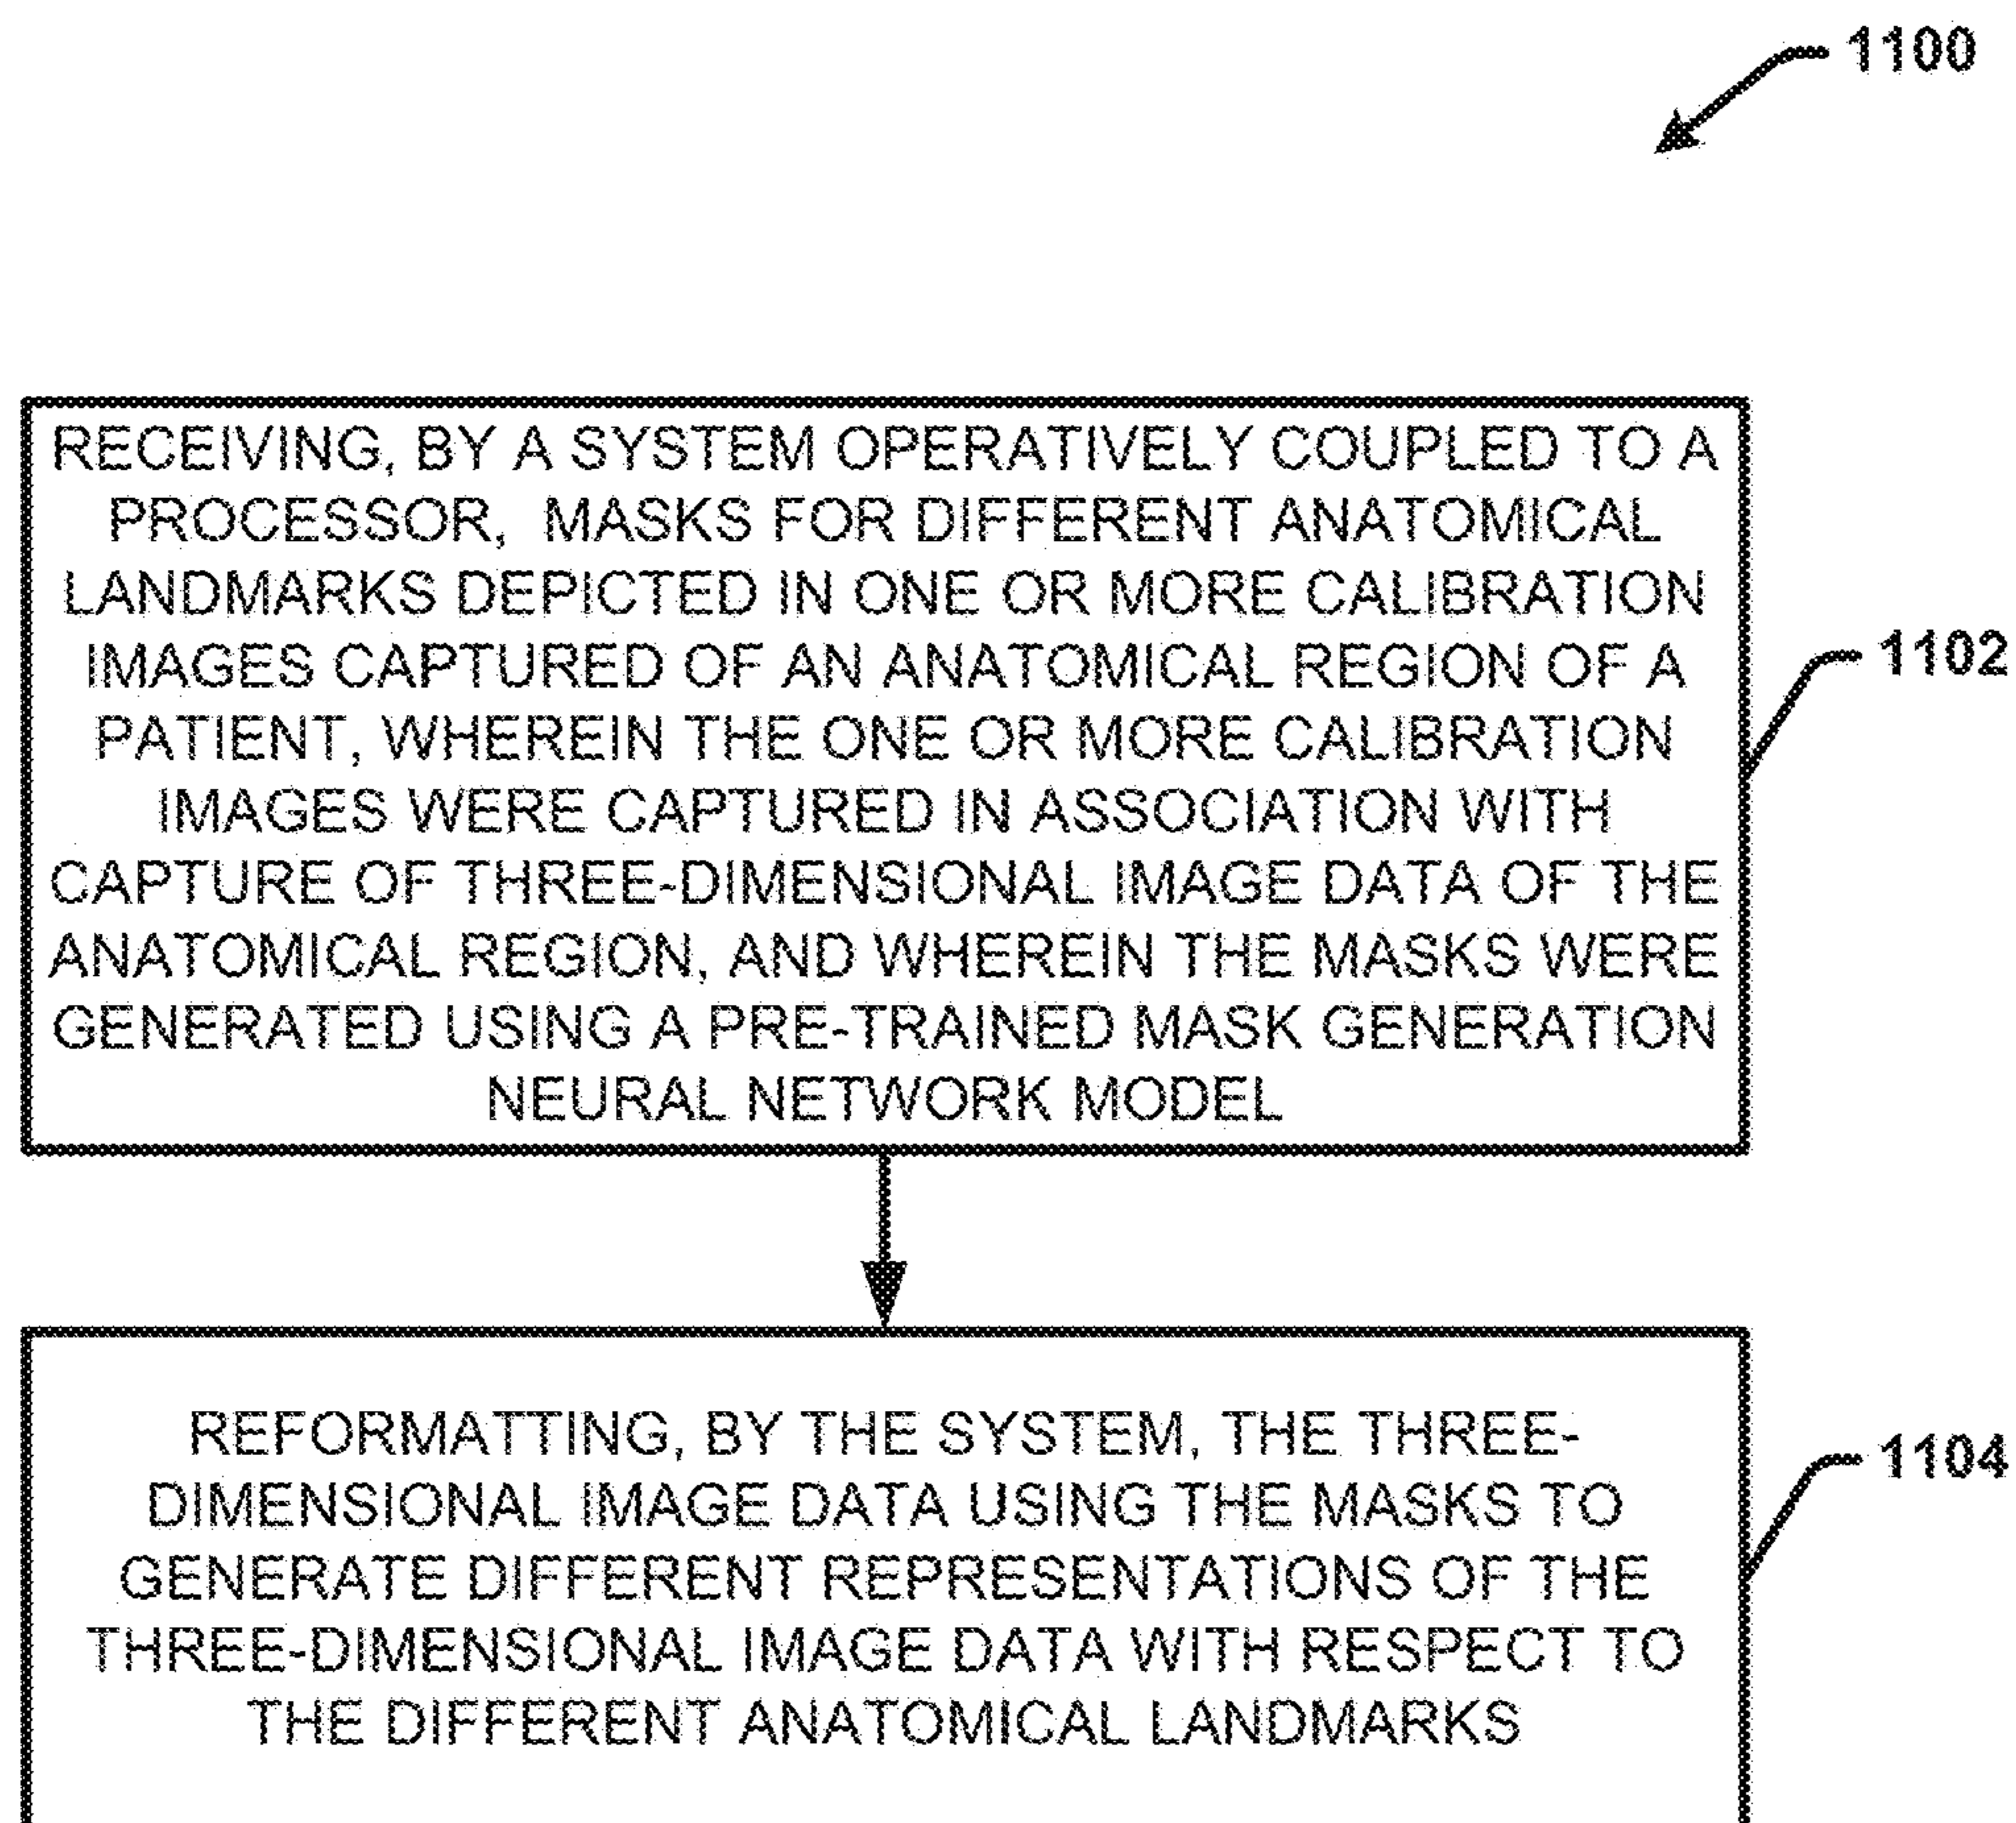 1100
RECEIVING, BY A SYSTEM OPERATIVELY COUPLED TO A
PROCESSOR, MASKS FOR DIFFERENT ANATOMICAL
LANDMARKS DEPICTED IN ONE OR MORE CALIBRATION
IMAGES CAPTURED OF AN ANATOMICAL REGION OF A
PATIENT, WHEREIN THE ONE OR MORE CALIBRATION
IMAGES WERE CAPTURED IN ASSOCIATION WITH
CAPTURE OF THREE-DIMENSIONAL IMAGE DATA OF THE
ANATOMICAL REGION, AND WHEREIN THE MASKS WERE
GENERATED USING A PRE-TRAINED MASK GENERATION
NEURAL NETWORK MODEL
1102
REFORMATTING, BY THE SYSTEM, THE THREE-
DIMENSIONAL IMAGE DATA USING THE MASKS TO
GENERATE DIFFERENT REPRESENTATIONS OF THE
THREE-DIMENSIONAL IMAGE DATA WITH RESPECT TO
THE DIFFERENT ANATOMICAL LANDMARKS
1104